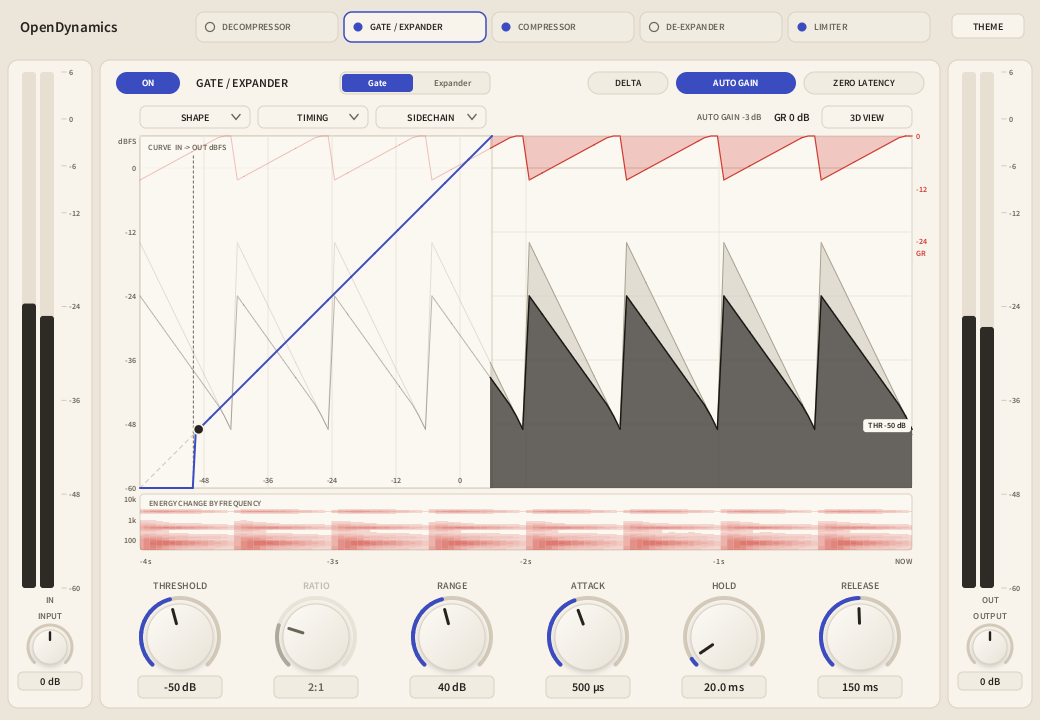 OpenDynamics
DECOMPRESSOR
GATE / EXPANDER
COMPRESSOR
DE-EXPANDER
LIMITER
THEME
ON
GATE / EXPANDER
Gate
Expander
DELTA
AUTO GAIN
ZERO LATENCY
SHAPE
TIMING
SIDECHAIN
AUTO GAIN -3 dB
GR 0 dB
3D VIEW
6
0
-6
-12
-24
-36
-48
-60
IN
INPUT
0 dB
dBFS
0
-12
-24
-36
-48
-60
CURVE IN -> OUT dBFS
-48
-36
-24
-12
0
THR -50 dB
0
-12
-24
GR
10k
1k
100
ENERGY CHANGE BY FREQUENCY
-4s
-3s
-2s
-1s
NOW
THRESHOLD
RATIO
RANGE
ATTACK
HOLD
RELEASE
-50 dB
2:1
40 dB
500 µs
20.0 ms
150 ms
6
0
-6
-12
-24
-36
-48
-60
OUT
OUTPUT
0 dB